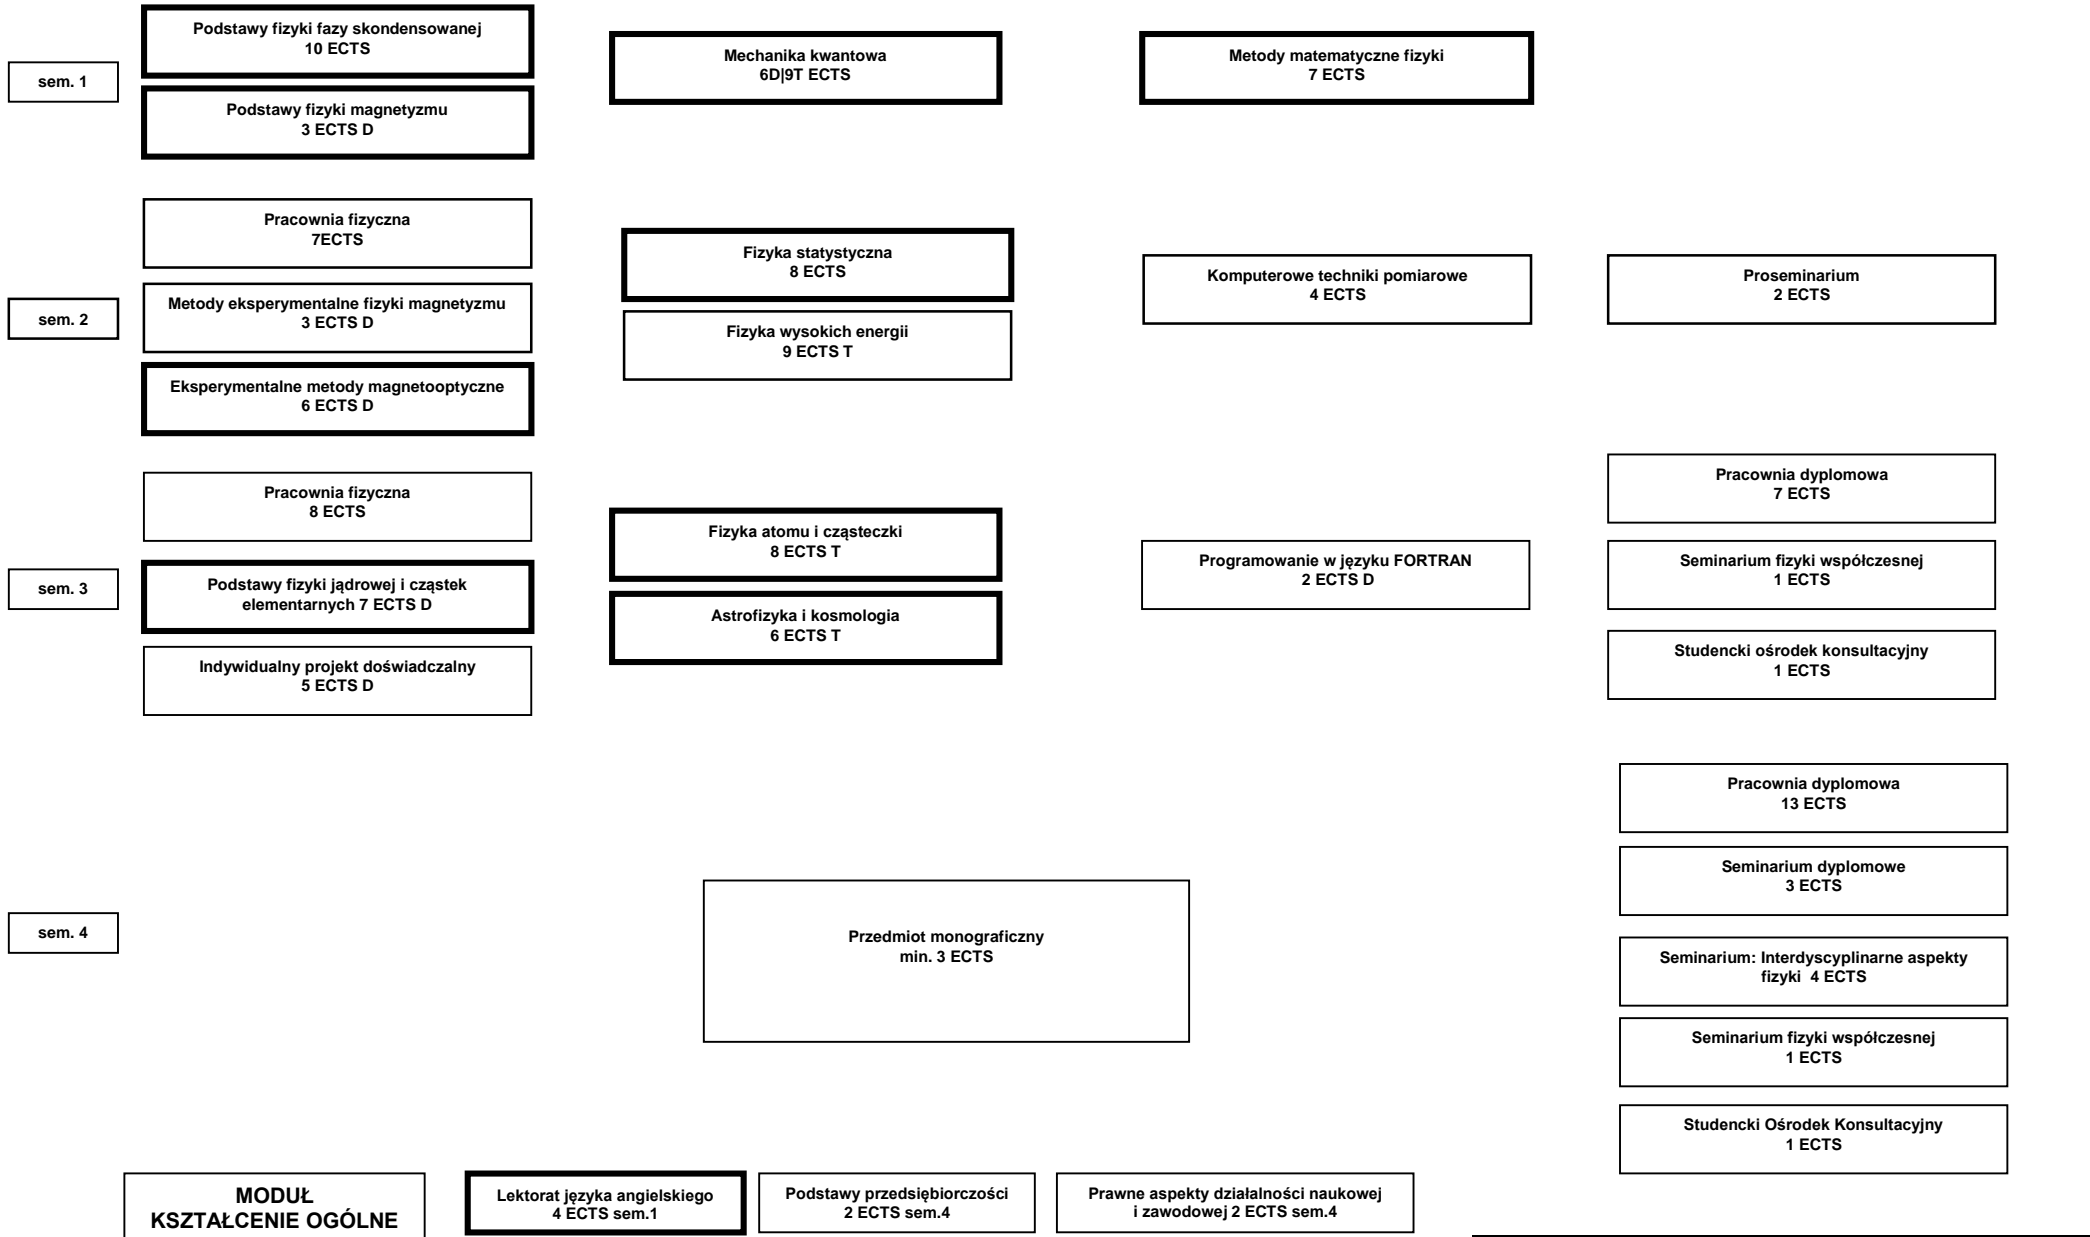 sem. 1
Podstawy fizyki fazy skondensowanej
10 ECTS
Podstawy fizyki magnetyzmu
3 ECTS D
Mechanika kwantowa
6D|9T ECTS
Metody matematyczne fizyki
7 ECTS
sem. 2
Pracownia fizyczna
7ECTS
Metody eksperymentalne fizyki magnetyzmu
3 ECTS D
Eksperymentalne metody magnetooptyczne
6 ECTS D
Fizyka statystyczna
8 ECTS
Fizyka wysokich energii
9 ECTS T
Komputerowe techniki pomiarowe
4 ECTS
Proseminarium
2 ECTS
sem. 3
Pracownia fizyczna
8 ECTS
Podstawy fizyki jądrowej i cząstek
elementarnych 7 ECTS D
Indywidualny projekt doświadczalny
5 ECTS D
Fizyka atomu i cząsteczki
8 ECTS T
Astrofizyka i kosmologia
6 ECTS T
Programowanie w języku FORTRAN
2 ECTS D
Pracownia dyplomowa
7 ECTS
Seminarium fizyki współczesnej
1 ECTS
Studencki ośrodek konsultacyjny
1 ECTS
sem. 4
Przedmiot monograficzny
min. 3 ECTS
Pracownia dyplomowa
13 ECTS
Seminarium dyplomowe
3 ECTS
Seminarium: Interdyscyplinarne aspekty
fizyki 4 ECTS
Seminarium fizyki współczesnej
1 ECTS
Studencki Ośrodek Konsultacyjny
1 ECTS
MODUŁ
KSZTAŁCENIE OGÓLNE
Lektorat języka angielskiego
4 ECTS sem.1
Podstawy przedsiębiorczości
2 ECTS sem.4
Prawne aspekty działalności naukowej
i zawodowej 2 ECTS sem.4